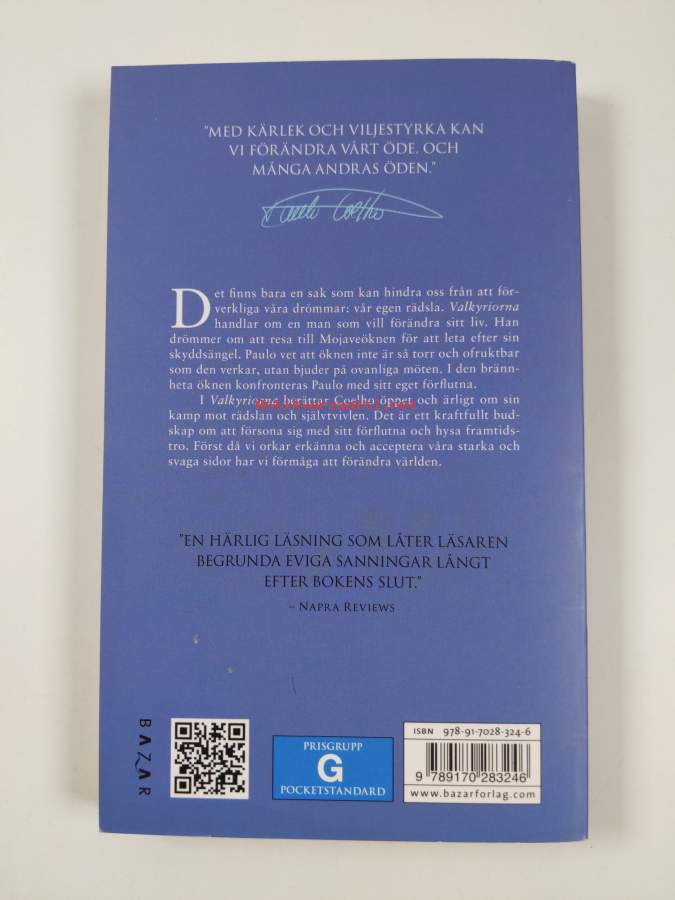 "MED KÄRLEK OCH VILJESTYRKA KAN
VI FÖRÄNDRA VÅRT ÖDE. OCH
MÅNGA ANDRAS ÖDEN."
Paulo Coelho
Det finns bara en sak som kan hindra oss från att för-
verkliga våra drömmar: vår egen rädsla. Valkyriorna
handlar om en man som vill förändra sitt liv. Han
drömmer om att resa till Mojaveöknen för att leta efter sin
skyddsängel. Paulo vet att öknen inte är så torr och ofruktbar
som den verkar, utan bjuder på ovanliga möten. I den bränn-
heta öknen konfronteras Paulo med sitt eget förflutna.
I Valkyriorna berättar Coelho öppet och ärligt om sin
kamp mot rädslan och självtvivlen. Det är ett kraftfullt bud-
skap om att försona sig med sitt förflutna och hysa framtids-
tro. Först då vi orkar erkänna och acceptera våra starka och
svaga sidor har vi förmåga att förändra världen.
"EN HÄRLIG LÄSNING SOM LÅTER LÄSAREN
BEGRUNDA EVIGA SANNINGAR LÅNGT
EFTER BOKENS SLUT."
– NAPRA REVIEWS
BAZAR
PRISGRUPP
G
POCKETSTANDARD
ISBN 978-91-7028-324-6
9 789170 283246
www.bazarforlag.com